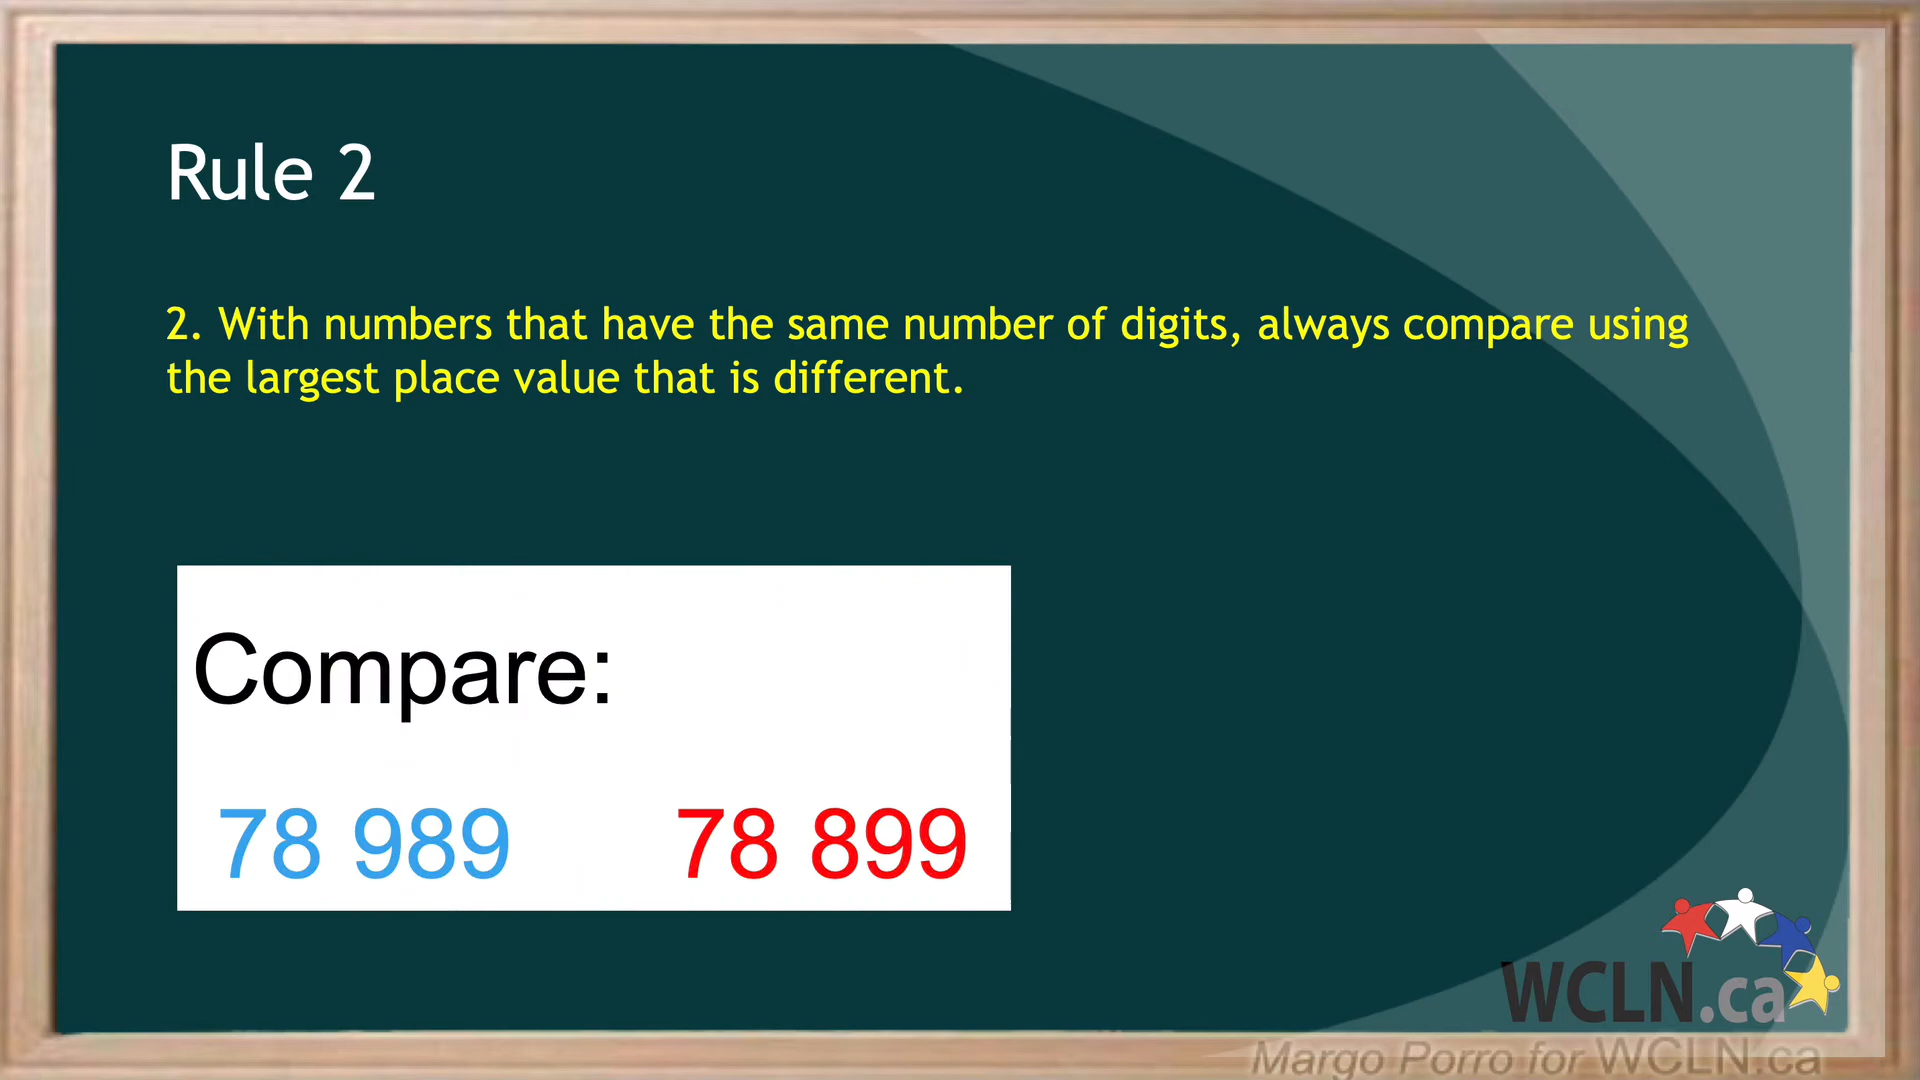 Rule 2
2. With numbers that have the same number of digits, always compare using
the largest place value that is different.
Compare:
78 989 78 899
WCLN.ca
Margo Porro for WCLN.ca